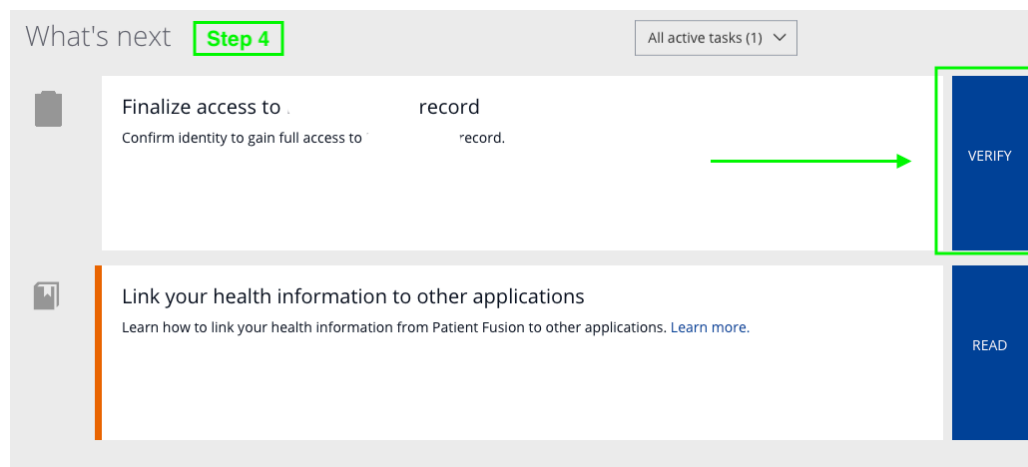 What's next
Step 4
All active tasks (1)
Finalize access to record
Confirm identity to gain full access to record.
VERIFY
Link your health information to other applications
Learn how to link your health information from Patient Fusion to other applications. Learn more.
READ